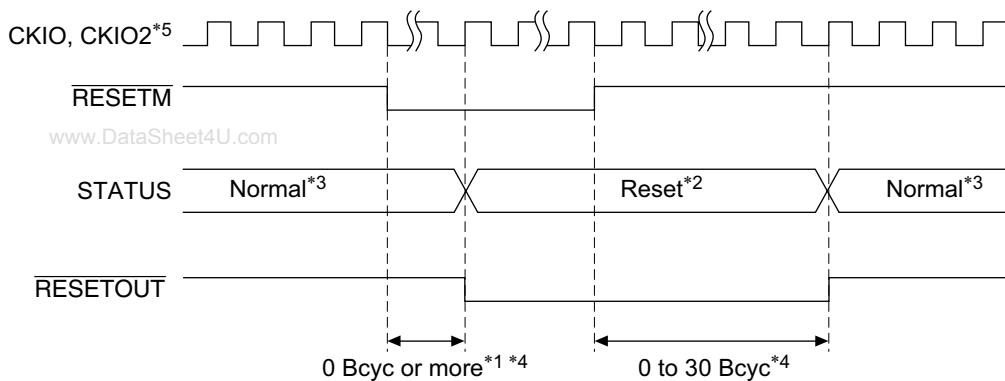 CKIO, CKIO2*5
RESETM
www.DataSheet4U.com
STATUS
Normal*3
Reset*2
Normal*3
RESETOUT
0 Bcyc or more*1 *4
0 to 30 Bcyc*4